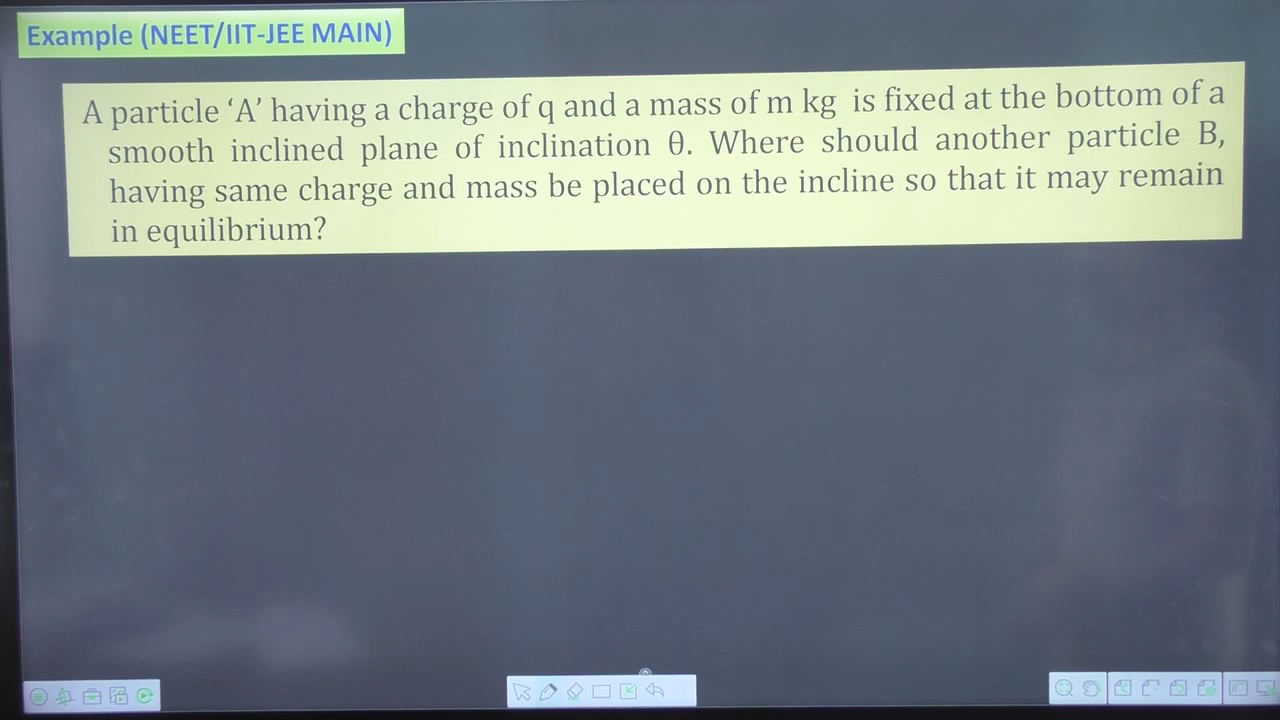 Example (NEET/IIT-JEE MAIN)
A particle ‘A’ having a charge of q and a mass of m kg is fixed at the bottom of a
smooth inclined plane of inclination θ. Where should another particle B,
having same charge and mass be placed on the incline so that it may remain
in equilibrium?